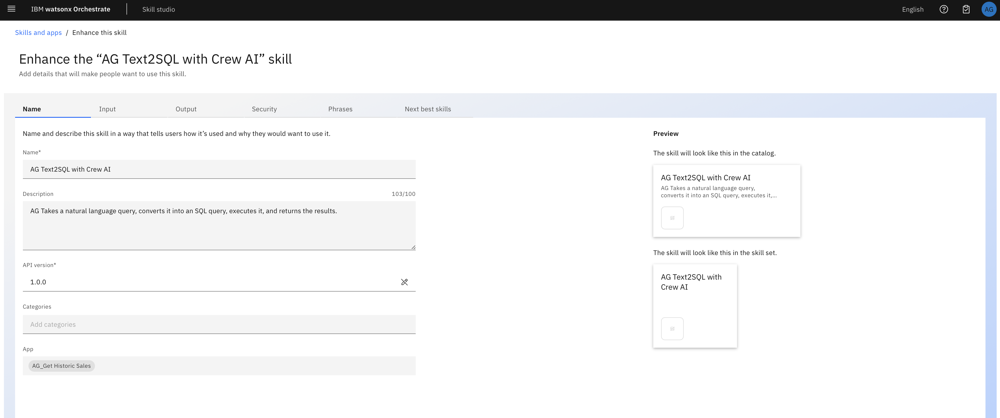 IBM watsonx Orchestrate
Skill studio
English
AG
Skills and apps / Enhance this skill
Enhance the “AG Text2SQL with Crew AI” skill
Add details that will make people want to use this skill.
Name
Input
Output
Security
Phrases
Next best skills
Name and describe this skill in a way that tells users how it’s used and why they would want to use it.
Name*
AG Text2SQL with Crew AI
Description
103/100
AG Takes a natural language query, converts it into an SQL query, executes it, and returns the results.
API version*
1.0.0
Categories
Add categories
App
AG_Get Historic Sales
Preview
The skill will look like this in the catalog.
AG Text2SQL with Crew AI
AG Takes a natural language query,
converts it into an SQL query, executes it,...
The skill will look like this in the skill set.
AG Text2SQL with
Crew AI